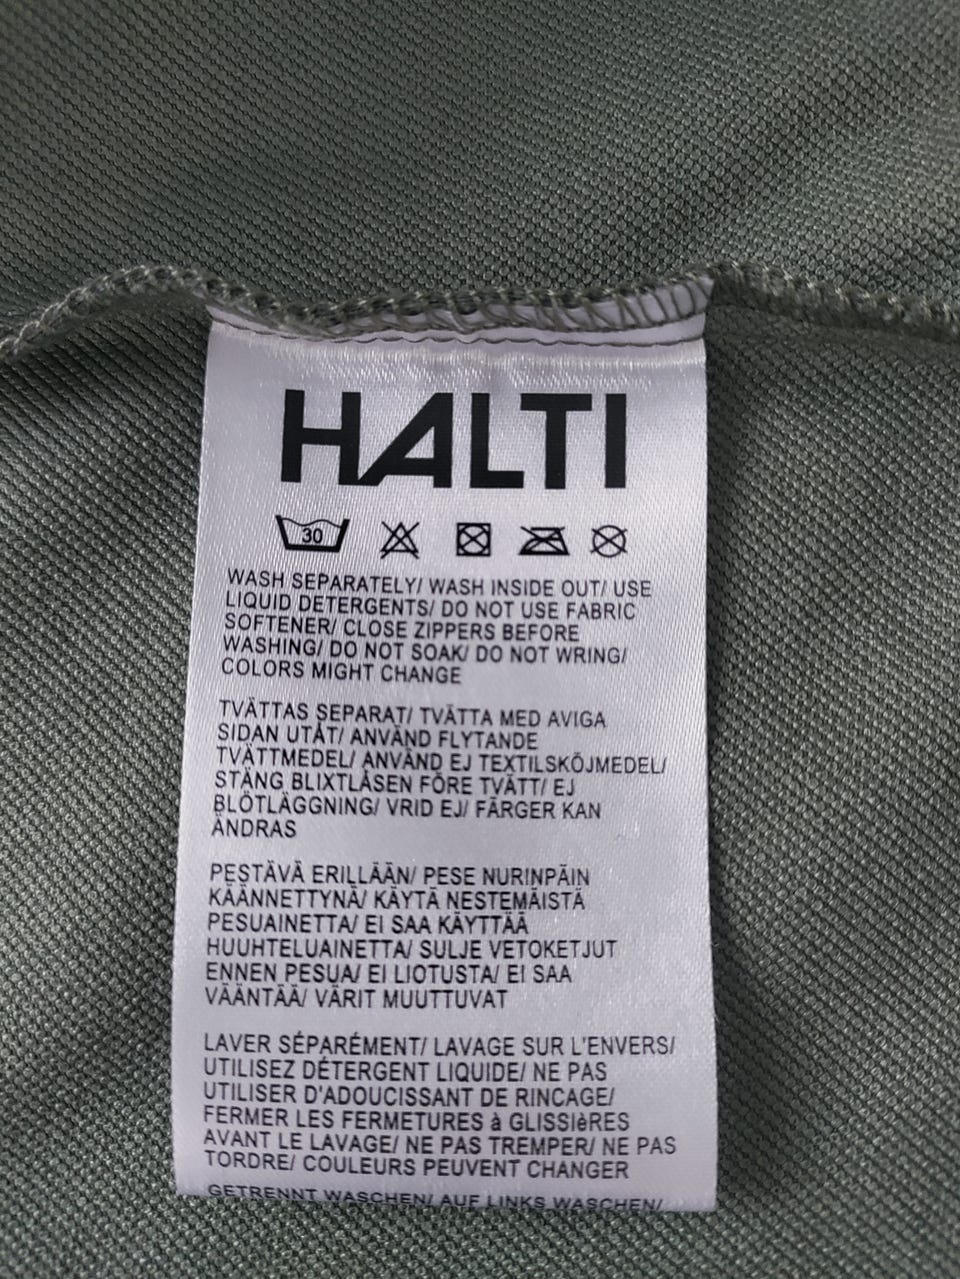 HALTI
30
WASH SEPARATELY/ WASH INSIDE OUT/ USE
LIQUID DETERGENTS/ DO NOT USE FABRIC
SOFTENER/ CLOSE ZIPPERS BEFORE
WASHING/ DO NOT SOAK/ DO NOT WRING/
COLORS MIGHT CHANGE
TVÄTTAS SEPARAT/ TVÄTTA MED AVIGA
SIDAN UTÅT/ ANVÄND FLYTANDE
TVÄTTMEDEL/ ANVÄND EJ TEXTILSKÖJMEDEL/
STÄNG BLIXTLÅSEN FÖRE TVÄTT/ EJ
BLÖTLÄGGNING/ VRID EJ/ FÄRGER KAN
ÄNDRAS
PESTÄVÄ ERILLÄÄN/ PESE NURINPÄIN
KÄÄNNETTYNÄ/ KÄYTÄ NESTEMÄISTÄ
PESUAINETTA/ EI SAA KÄYTTÄÄ
HUUHTELUAINETTA/ SULJE VETOKETJUT
ENNEN PESUA/ EI LIOTUSTA/ EI SAA
VÄÄNTÄÄ/ VÄRIT MUUTTUVAT
LAVER SÉPARÉMENT/ LAVAGE SUR L'ENVERS/
UTILISEZ DÉTERGENT LIQUIDE/ NE PAS
UTILISER D'ADOUCISSANT DE RINCAGE/
FERMER LES FERMETURES à GLISSIèRES
AVANT LE LAVAGE/ NE PAS TREMPER/ NE PAS
TORDRE/ COULEURS PEUVENT CHANGER
GETRENNT WASCHEN/ AUF LINKS WASCHEN/